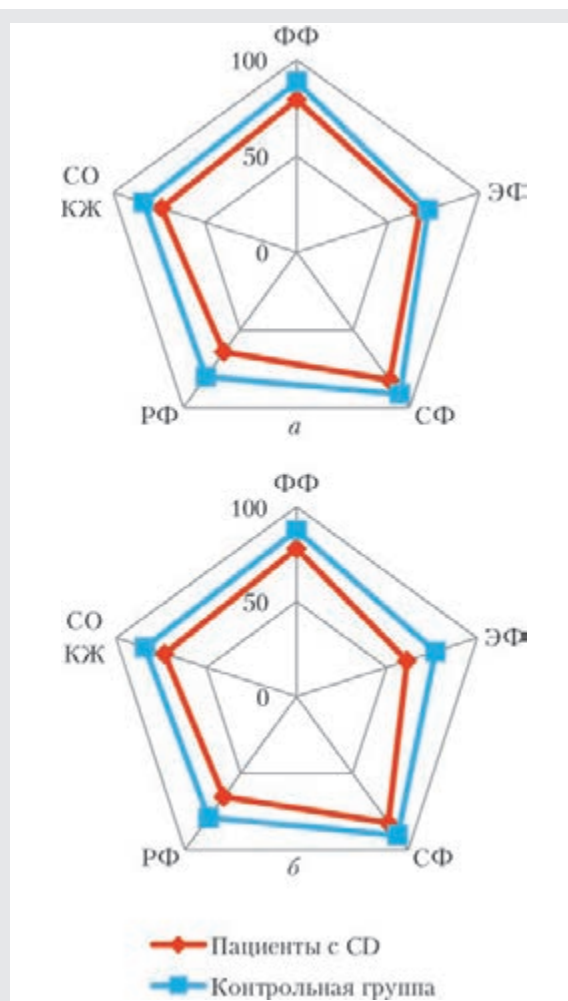 ФФ
100
50
0
СО
КЖ
ЭФ
РФ
СФ
а
ФФ
100
50
0
СО
КЖ
ЭФ
РФ
СФ
б
Пациенты с CD
Контрольная группа